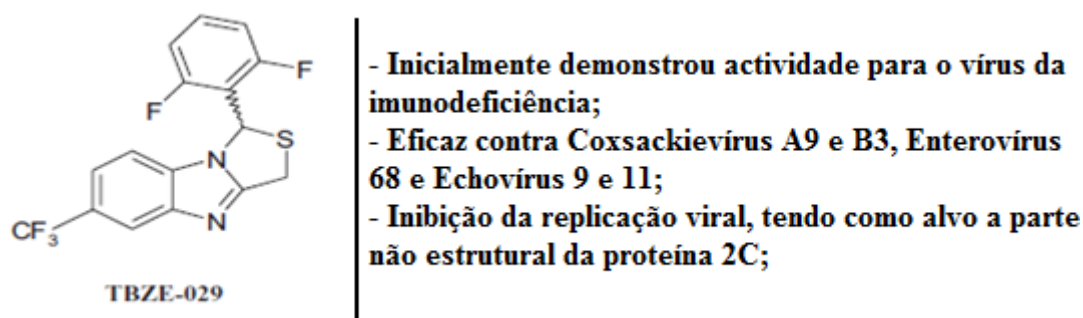 F
F
S
N
N
CF3
TBZE-029
- Inicialmente demonstrou actividade para o vírus da
imunodeficiência;
- Eficaz contra Coxsackievírus A9 e B3, Enterovírus
68 e Echovírus 9 e 11;
- Inibição da replicação viral, tendo como alvo a parte
não estrutural da proteína 2C;